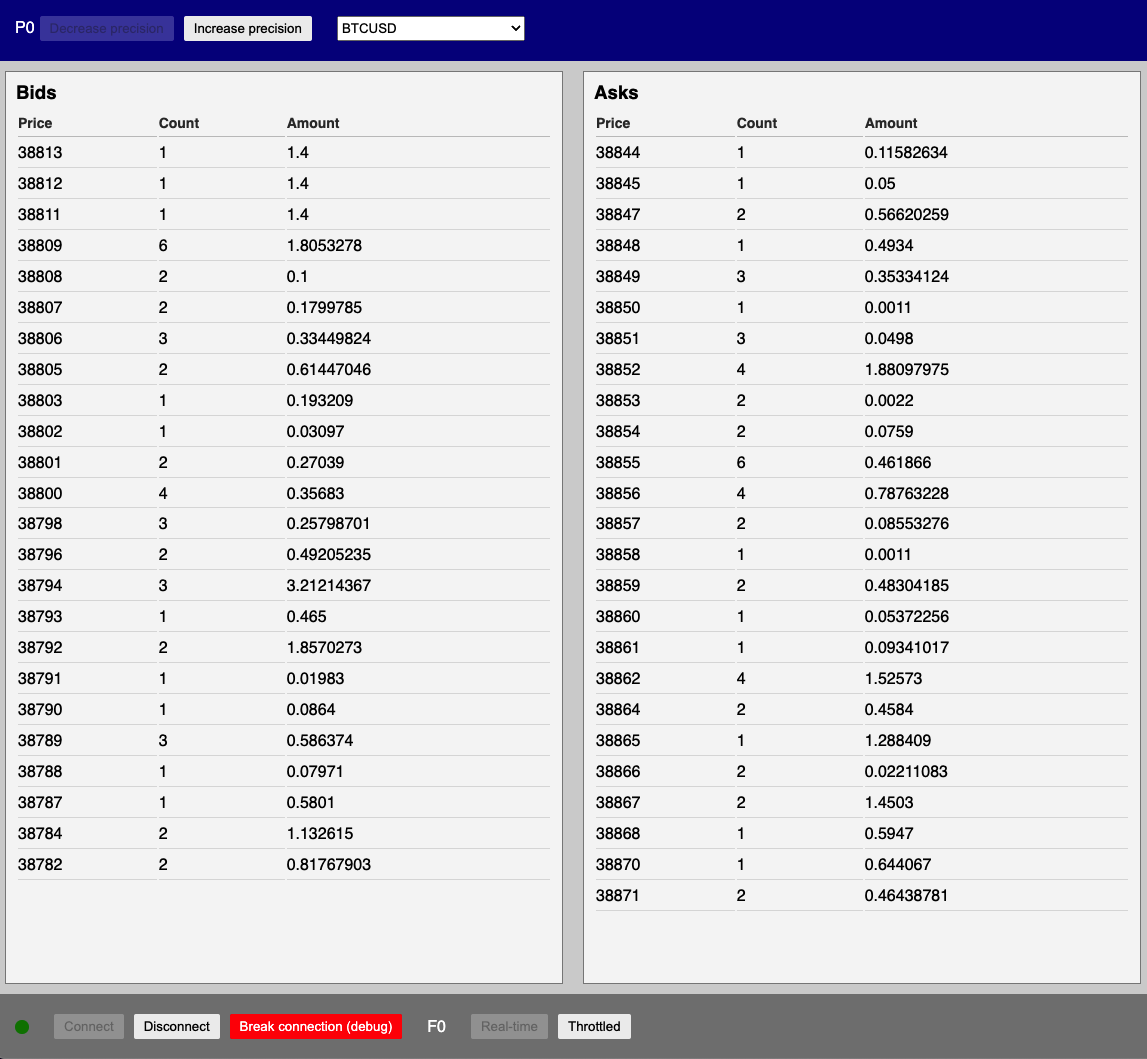 P0 Decrease precision Increase precision BTCUSD
Bids
Price Count Amount
38813 1 1.4
38812 1 1.4
38811 1 1.4
38809 6 1.8053278
38808 2 0.1
38807 2 0.1799785
38806 3 0.33449824
38805 2 0.61447046
38803 1 0.193209
38802 1 0.03097
38801 2 0.27039
38800 4 0.35683
38798 3 0.25798701
38796 2 0.49205235
38794 3 3.21214367
38793 1 0.465
38792 2 1.8570273
38791 1 0.01983
38790 1 0.0864
38789 3 0.586374
38788 1 0.07971
38787 1 0.5801
38784 2 1.132615
38782 2 0.81767903
Asks
Price Count Amount
38844 1 0.11582634
38845 1 0.05
38847 2 0.56620259
38848 1 0.4934
38849 3 0.35334124
38850 1 0.0011
38851 3 0.0498
38852 4 1.88097975
38853 2 0.0022
38854 2 0.0759
38855 6 0.461866
38856 4 0.78763228
38857 2 0.08553276
38858 1 0.0011
38859 2 0.48304185
38860 1 0.05372256
38861 1 0.09341017
38862 4 1.52573
38864 2 0.4584
38865 1 1.288409
38866 2 0.02211083
38867 2 1.4503
38868 1 0.5947
38870 1 0.644067
38871 2 0.46438781
Connect Disconnect Break connection (debug) F0 Real-time Throttled